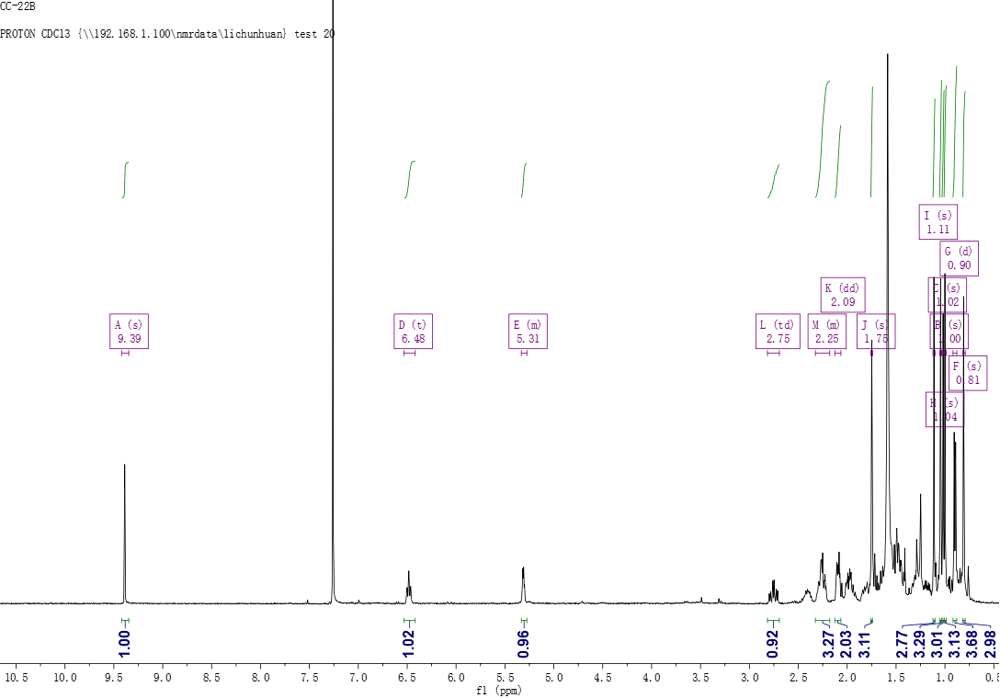 CC-22B
PROTON CDCl3 {\\192.168.1.100\nmrdata\lichunhuan} test 20
I (s)
1.11
G (d)
0.90
K (dd)
2.09
C (s)
1.02
A (s)
9.39
D (t)
6.48
E (m)
5.31
L (td)
2.75
M (m)
2.25
J (s)
1.75
B (s)
1.00
F (s)
0.81
H (s)
1.04
1.00
1.02
0.96
0.92
3.27
2.03
3.11
2.77
3.29
3.01
3.13
3.68
2.98
10.5 10.0 9.5 9.0 8.5 8.0 7.5 7.0 6.5 6.0 5.5 5.0 4.5 4.0 3.5 3.0 2.5 2.0 1.5 1.0 0.5
f1 (ppm)